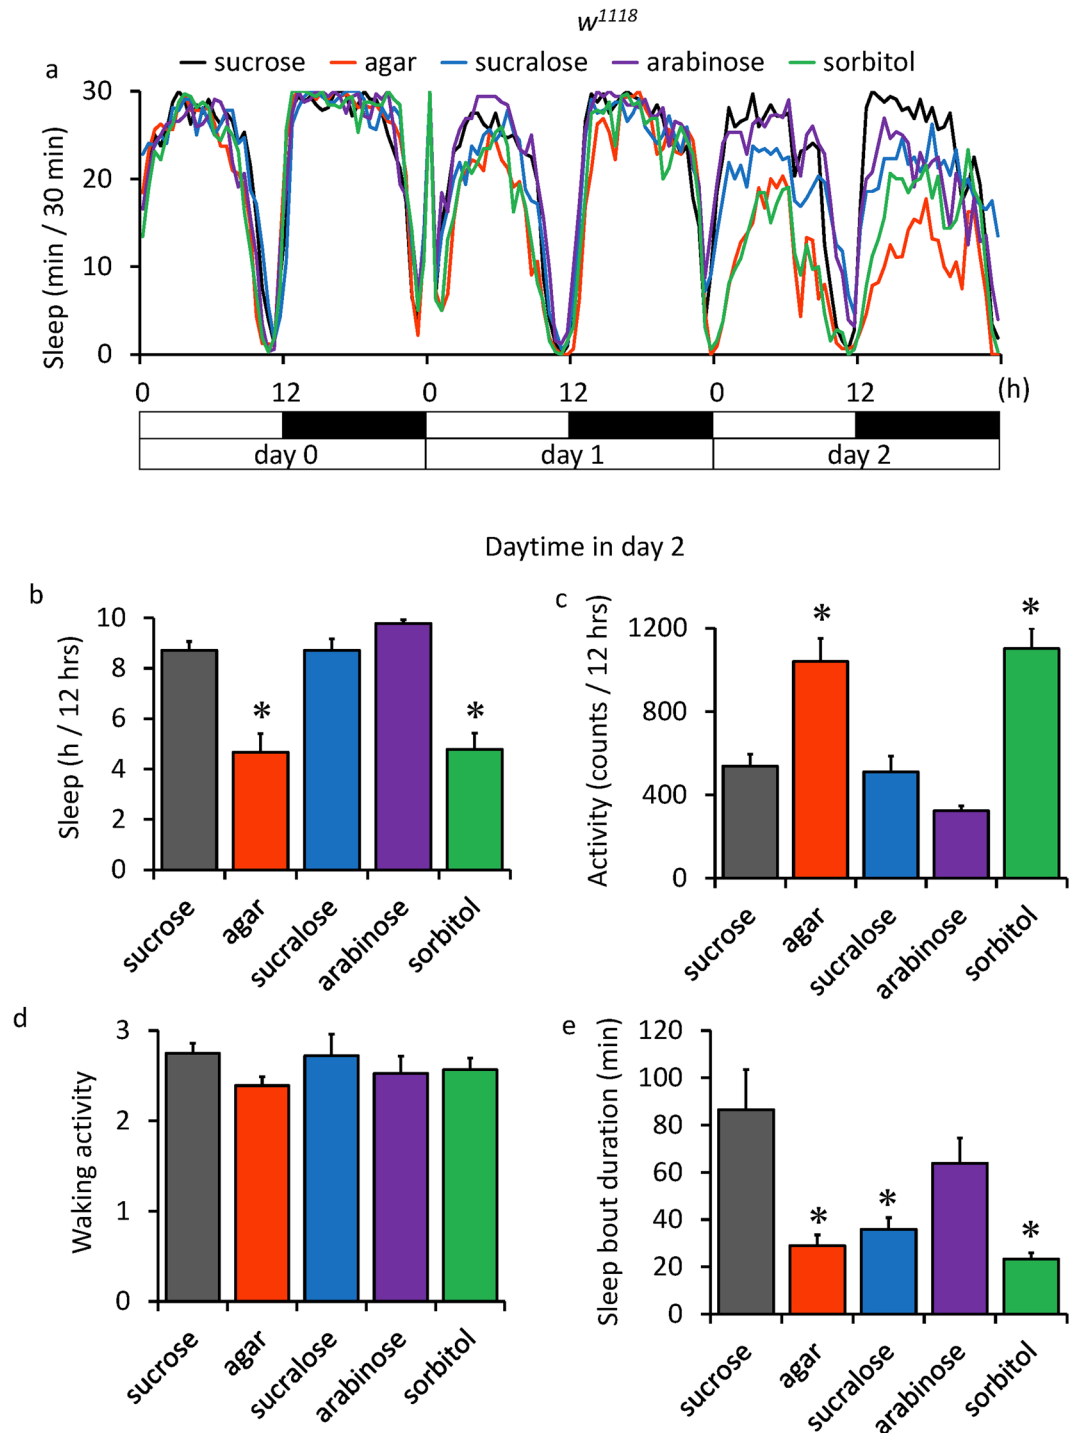 w1118
a
sucrose agar sucralose arabinose sorbitol
Sleep (min / 30 min)
30
20
10
0
0 12 0 12 0 12 (h)
day 0 day 1 day 2
Daytime in day 2
b
Sleep (h / 12 hrs)
10
8
6
4
2
0
* *
sucrose agar sucralose arabinose sorbitol
c
Activity (counts / 12 hrs)
1200
800
400
0
* *
sucrose agar sucralose arabinose sorbitol
d
Waking activity
3
2
1
0
sucrose agar sucralose arabinose sorbitol
e
Sleep bout duration (min)
120
100
80
60
40
20
0
* * *
sucrose agar sucralose arabinose sorbitol